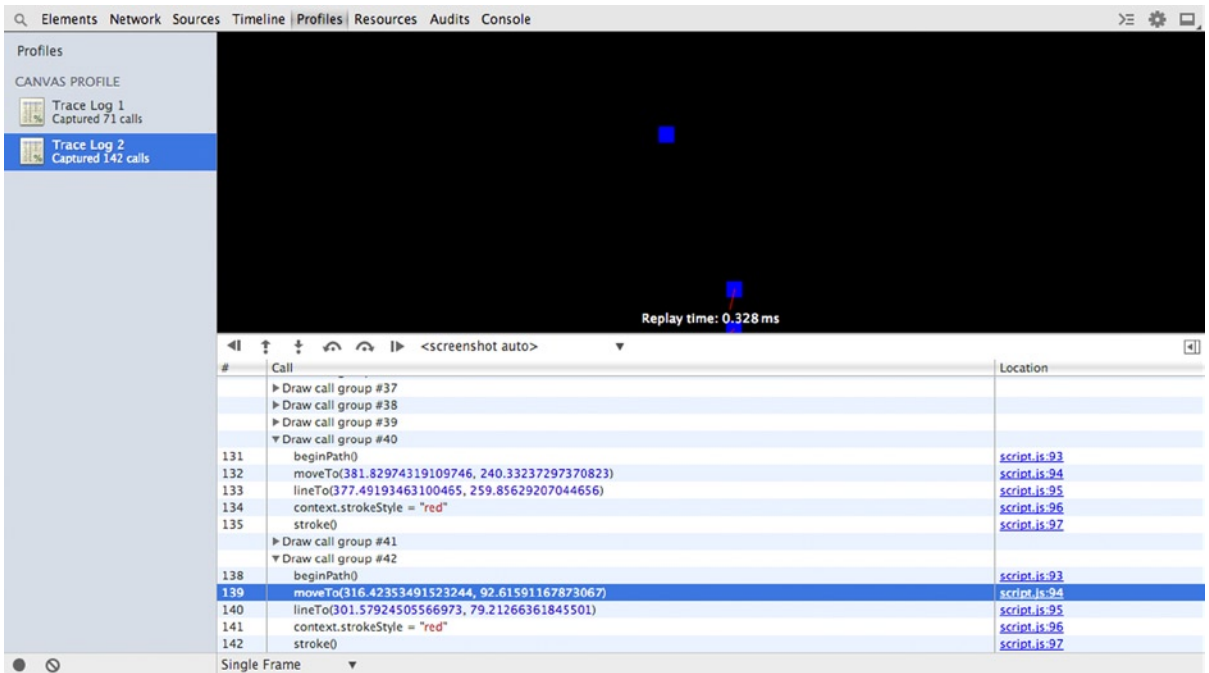 Elements Network Sources Timeline Profiles Resources Audits Console
Profiles
CANVAS PROFILE
Trace Log 1
Captured 71 calls
Trace Log 2
Captured 142 calls
Replay time: 0.328 ms
<screenshot auto>
# Call Location
Draw call group #37
Draw call group #38
Draw call group #39
Draw call group #40
131 beginPath() script.js:93
132 moveTo(381.82974319109746, 240.33237297370823) script.js:94
133 lineTo(377.49193463100465, 259.85629207044656) script.js:95
134 context.strokeStyle = "red" script.js:96
135 stroke() script.js:97
Draw call group #41
Draw call group #42
138 beginPath() script.js:93
139 moveTo(316.42353491523244, 92.61591167873067) script.js:94
140 lineTo(301.57924505566973, 79.21266361845501) script.js:95
141 context.strokeStyle = "red" script.js:96
142 stroke() script.js:97
Single Frame